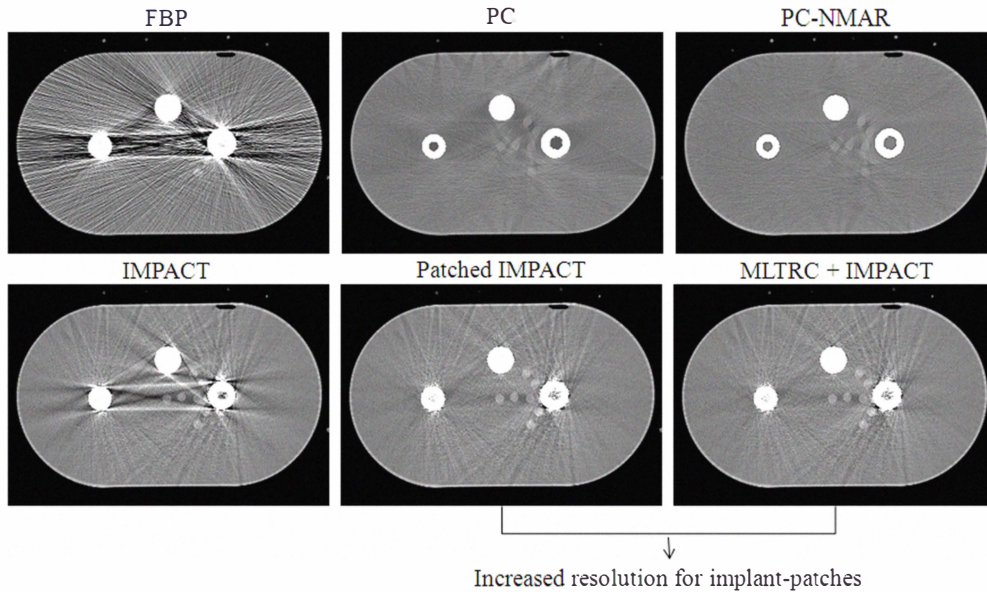 FBP
PC
PC-NMAR
IMPACT
Patched IMPACT
MLTRC + IMPACT
Increased resolution for implant-patches